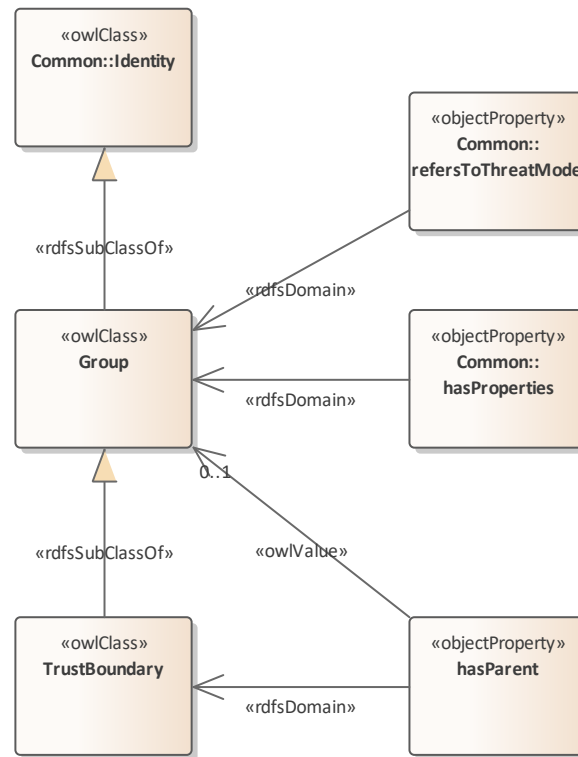 «owlClass»
Common::Identity
«objectProperty»
Common::
refersToThreatMode
«rdfsSubClassOf»
«rdfsDomain»
«owlClass»
Group
«objectProperty»
Common::
hasProperties
«rdfsDomain»
0..1
«rdfsSubClassOf»
«owlValue»
«owlClass»
TrustBoundary
«objectProperty»
hasParent
«rdfsDomain»